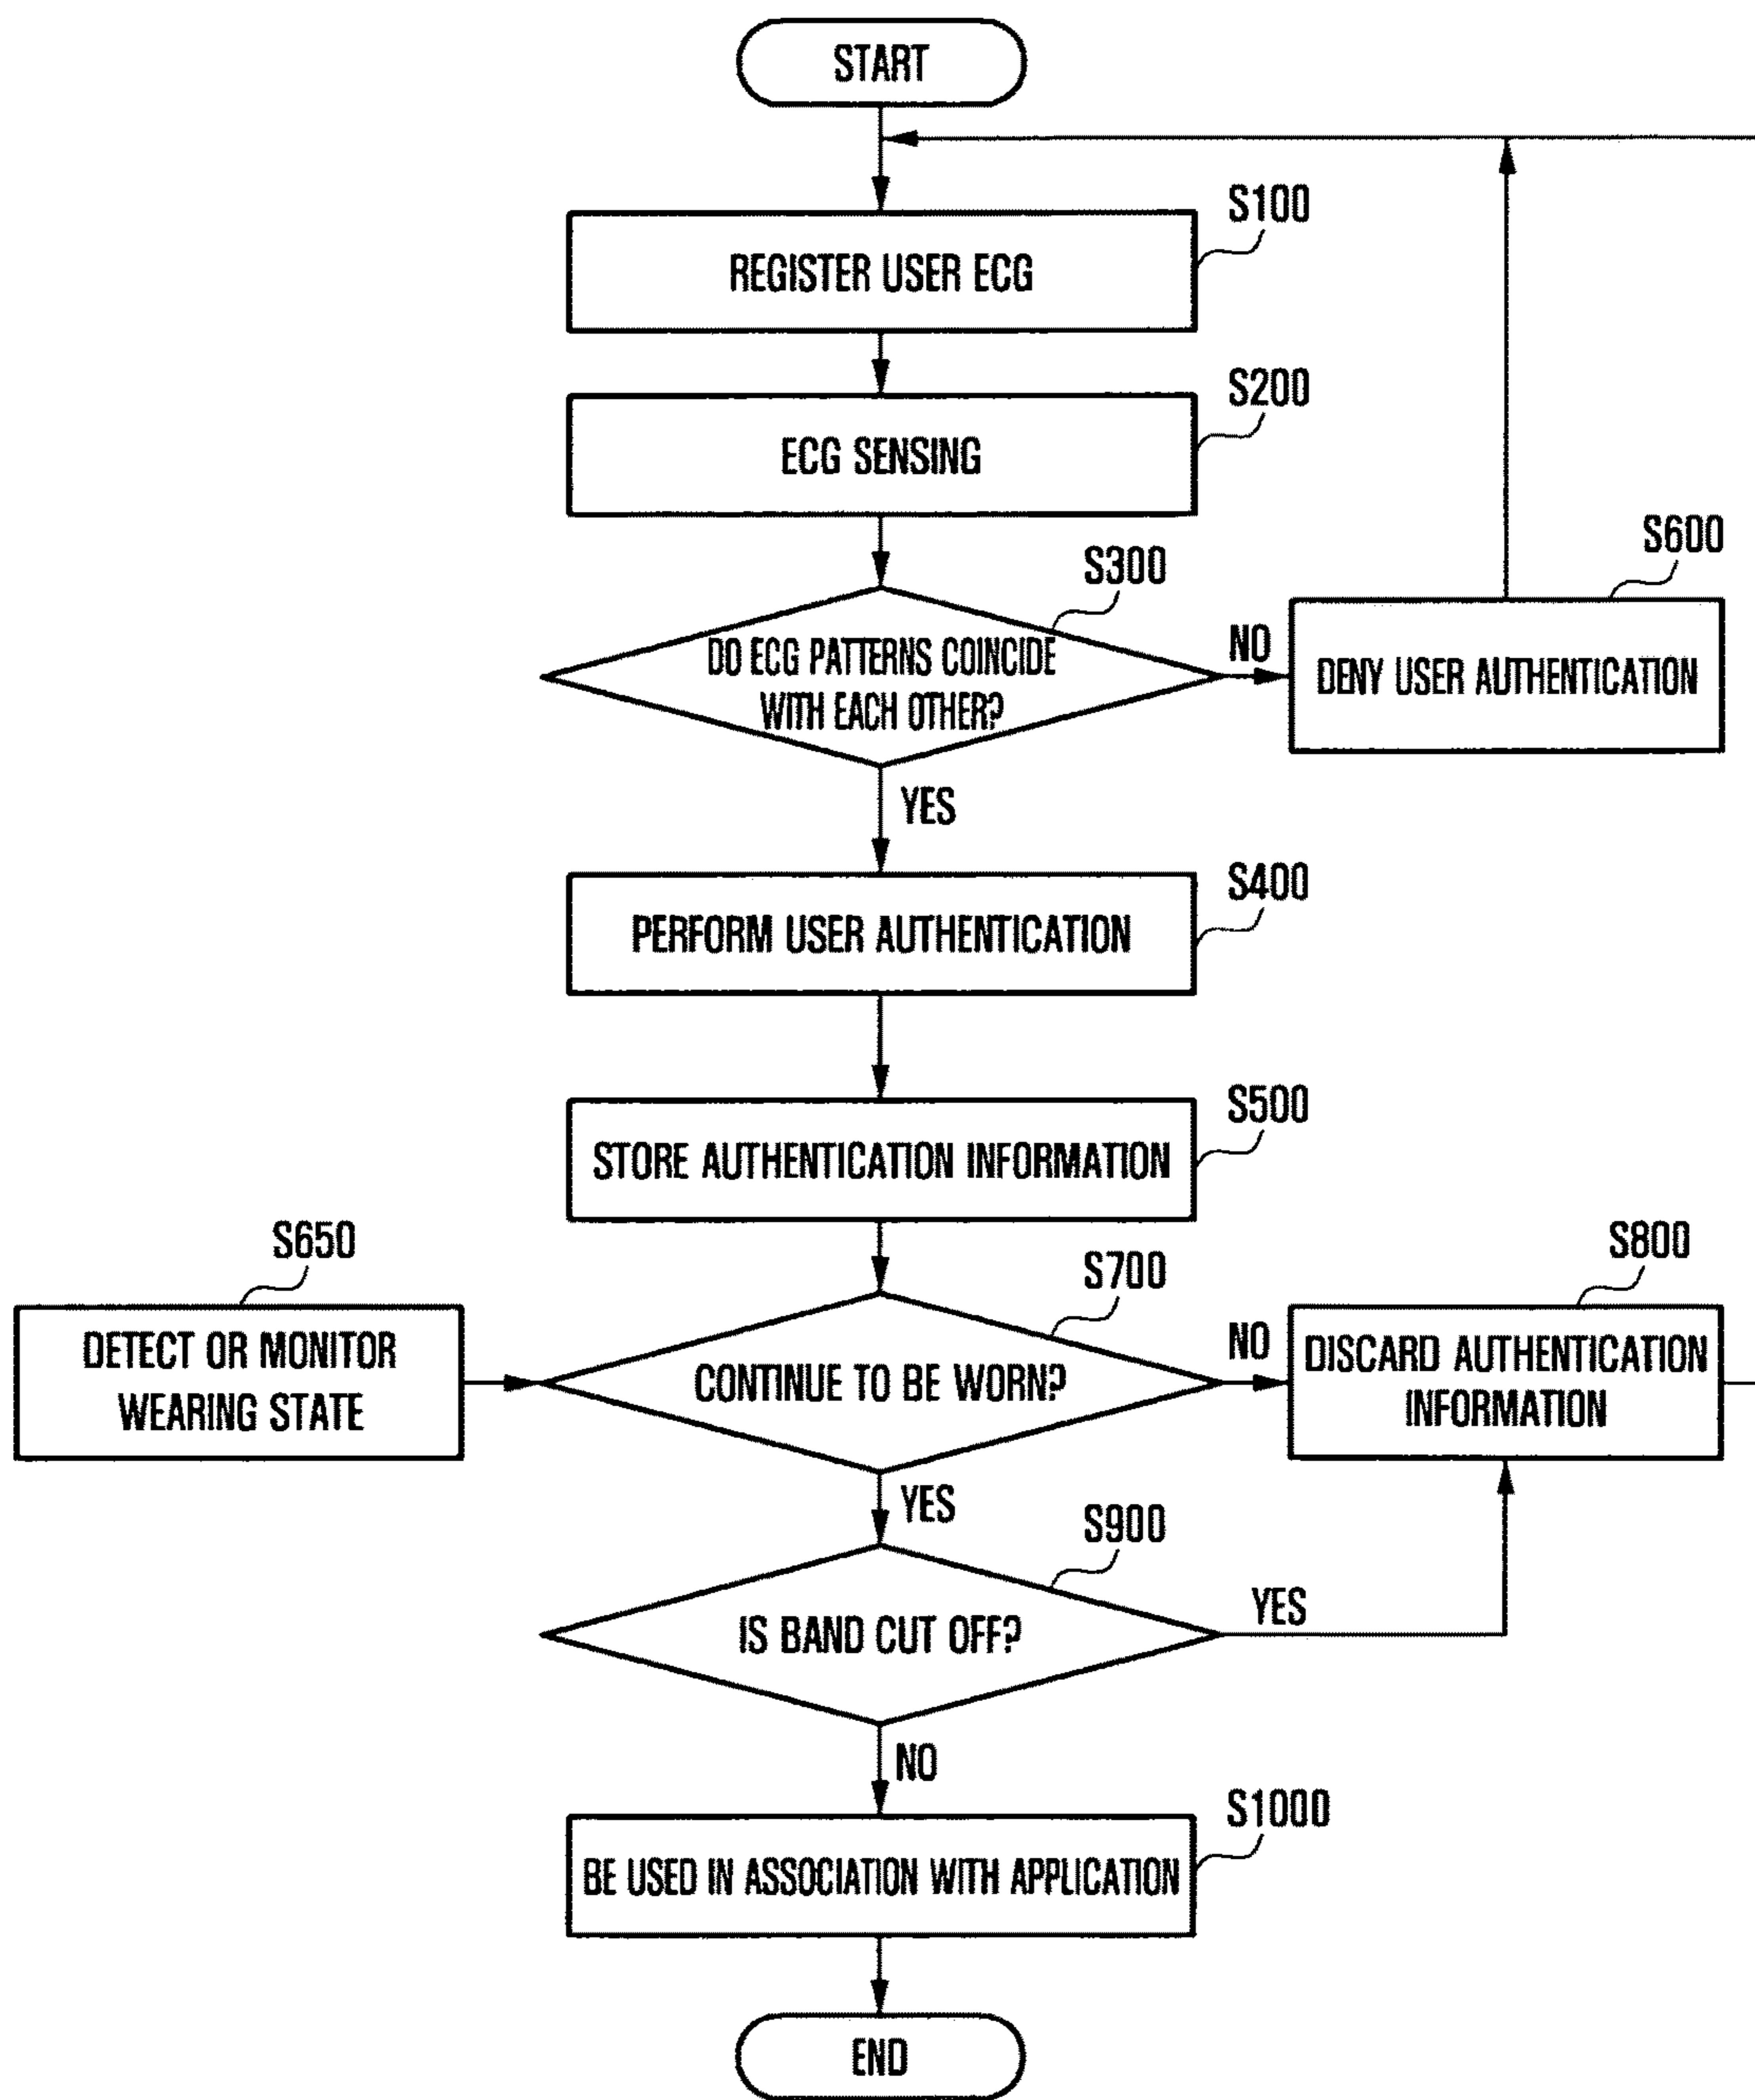 START
S100
REGISTER USER ECG
S200
ECG SENSING
S300
DO ECG PATTERNS COINCIDE
WITH EACH OTHER?
NO
S600
DENY USER AUTHENTICATION
YES
S400
PERFORM USER AUTHENTICATION
S500
STORE AUTHENTICATION INFORMATION
S650
DETECT OR MONITOR
WEARING STATE
S700
CONTINUE TO BE WORN?
NO
S800
DISCARD AUTHENTICATION
INFORMATION
YES
S900
IS BAND CUT OFF?
YES
NO
S1000
BE USED IN ASSOCIATION WITH APPLICATION
END